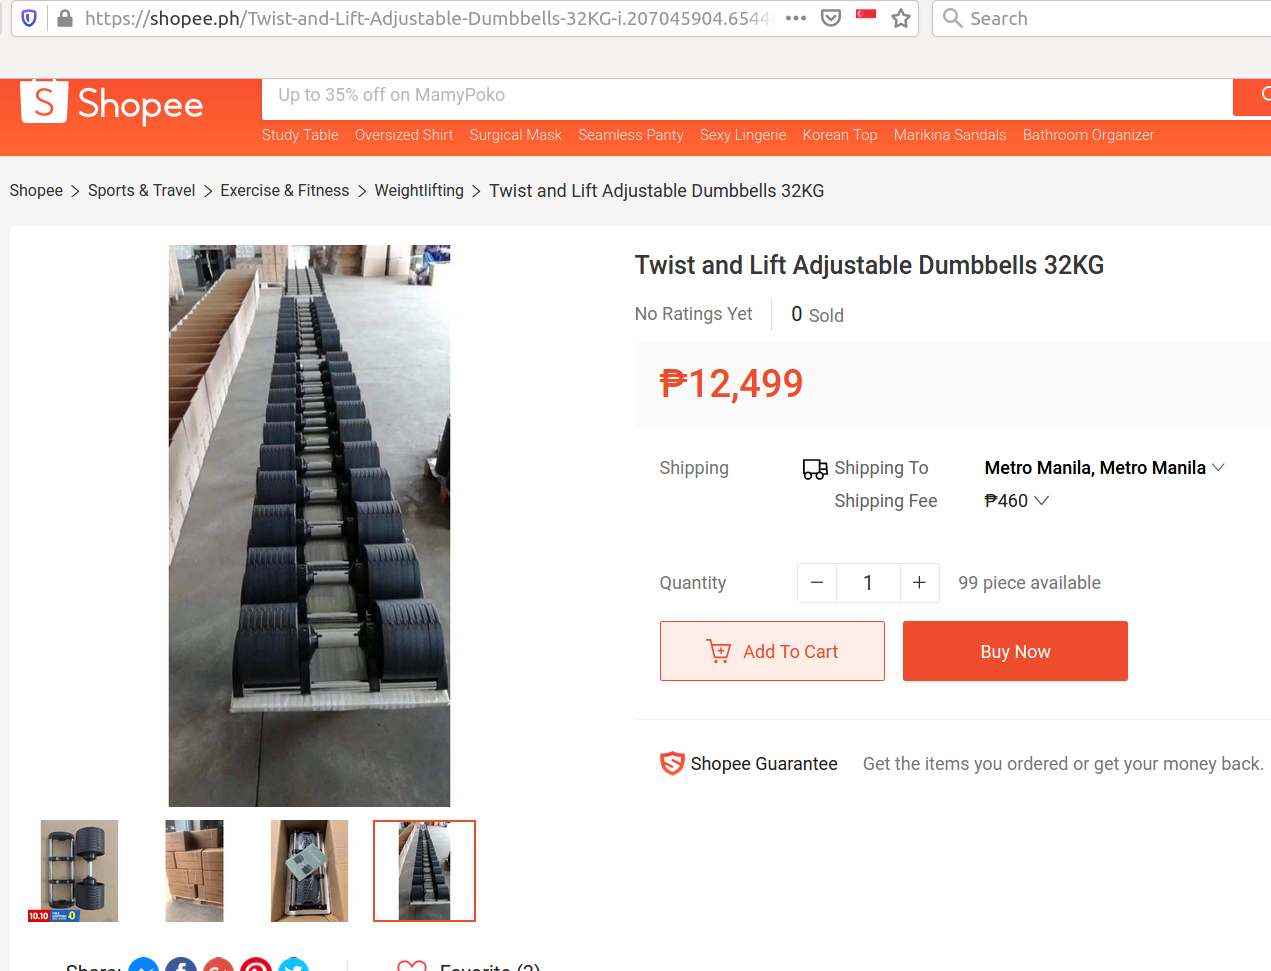 https://shopee.ph/Twist-and-Lift-Adjustable-Dumbbells-32KG-i.207045904.6544
Search
Shopee
Up to 35% off on MamyPoko
Study Table Oversized Shirt Surgical Mask Seamless Panty Sexy Lingerie Korean Top Marikina Sandals Bathroom Organizer
Shopee > Sports & Travel > Exercise & Fitness > Weightlifting > Twist and Lift Adjustable Dumbbells 32KG
Twist and Lift Adjustable Dumbbells 32KG
No Ratings Yet 0 Sold
₱12,499
Shipping Shipping To Metro Manila, Metro Manila
Shipping Fee ₱460
Quantity − 1 + 99 piece available
Add To Cart Buy Now
Shopee Guarantee Get the items you ordered or get your money back.
10.10
Share: Favorite (3)